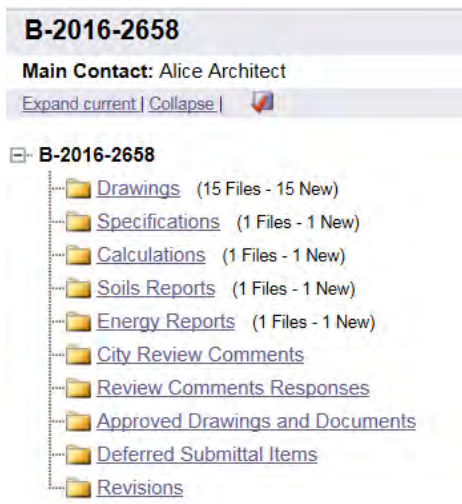 B-2016-2658
Main Contact: Alice Architect
Expand current | Collapse |
B-2016-2658
Drawings (15 Files - 15 New)
Specifications (1 Files - 1 New)
Calculations (1 Files - 1 New)
Soils Reports (1 Files - 1 New)
Energy Reports (1 Files - 1 New)
City Review Comments
Review Comments Responses
Approved Drawings and Documents
Deferred Submittal Items
Revisions